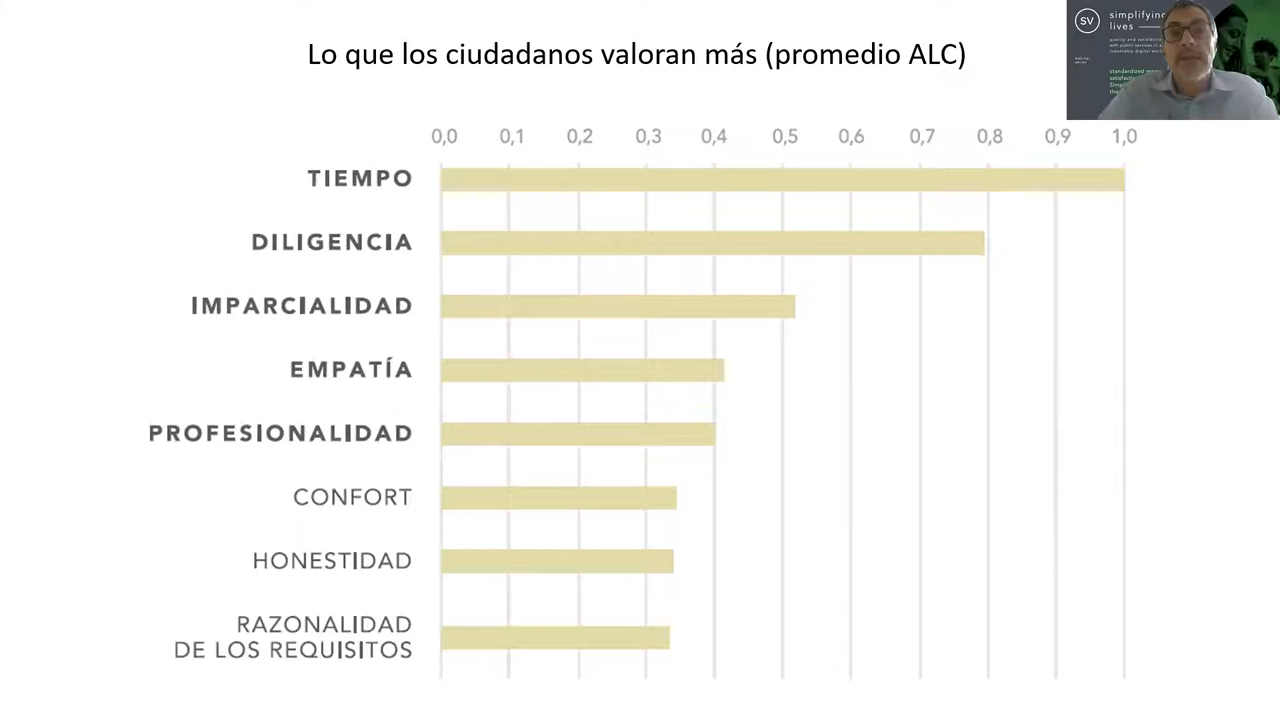 Lo que los ciudadanos valoran más (promedio ALC)
SV
simplifying
lives
0,0 0,1 0,2 0,3 0,4 0,5 0,6 0,7 0,8 0,9 1,0
TIEMPO
DILIGENCIA
IMPARCIALIDAD
EMPATÍA
PROFESIONALIDAD
CONFORT
HONESTIDAD
RAZONALIDAD
DE LOS REQUISITOS